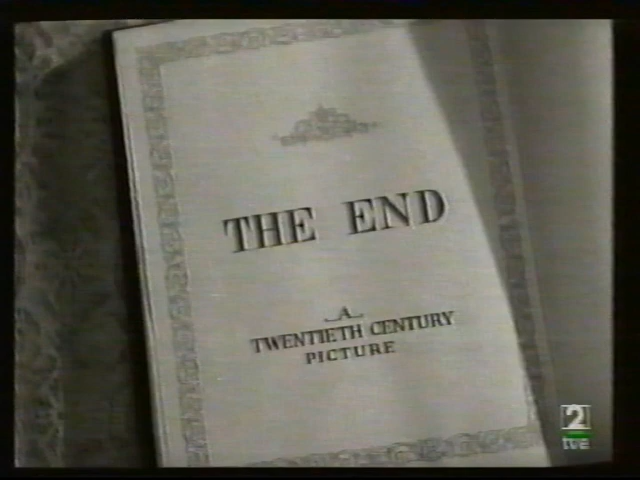 THE END
A
TWENTIETH CENTURY
PICTURE
2
tve